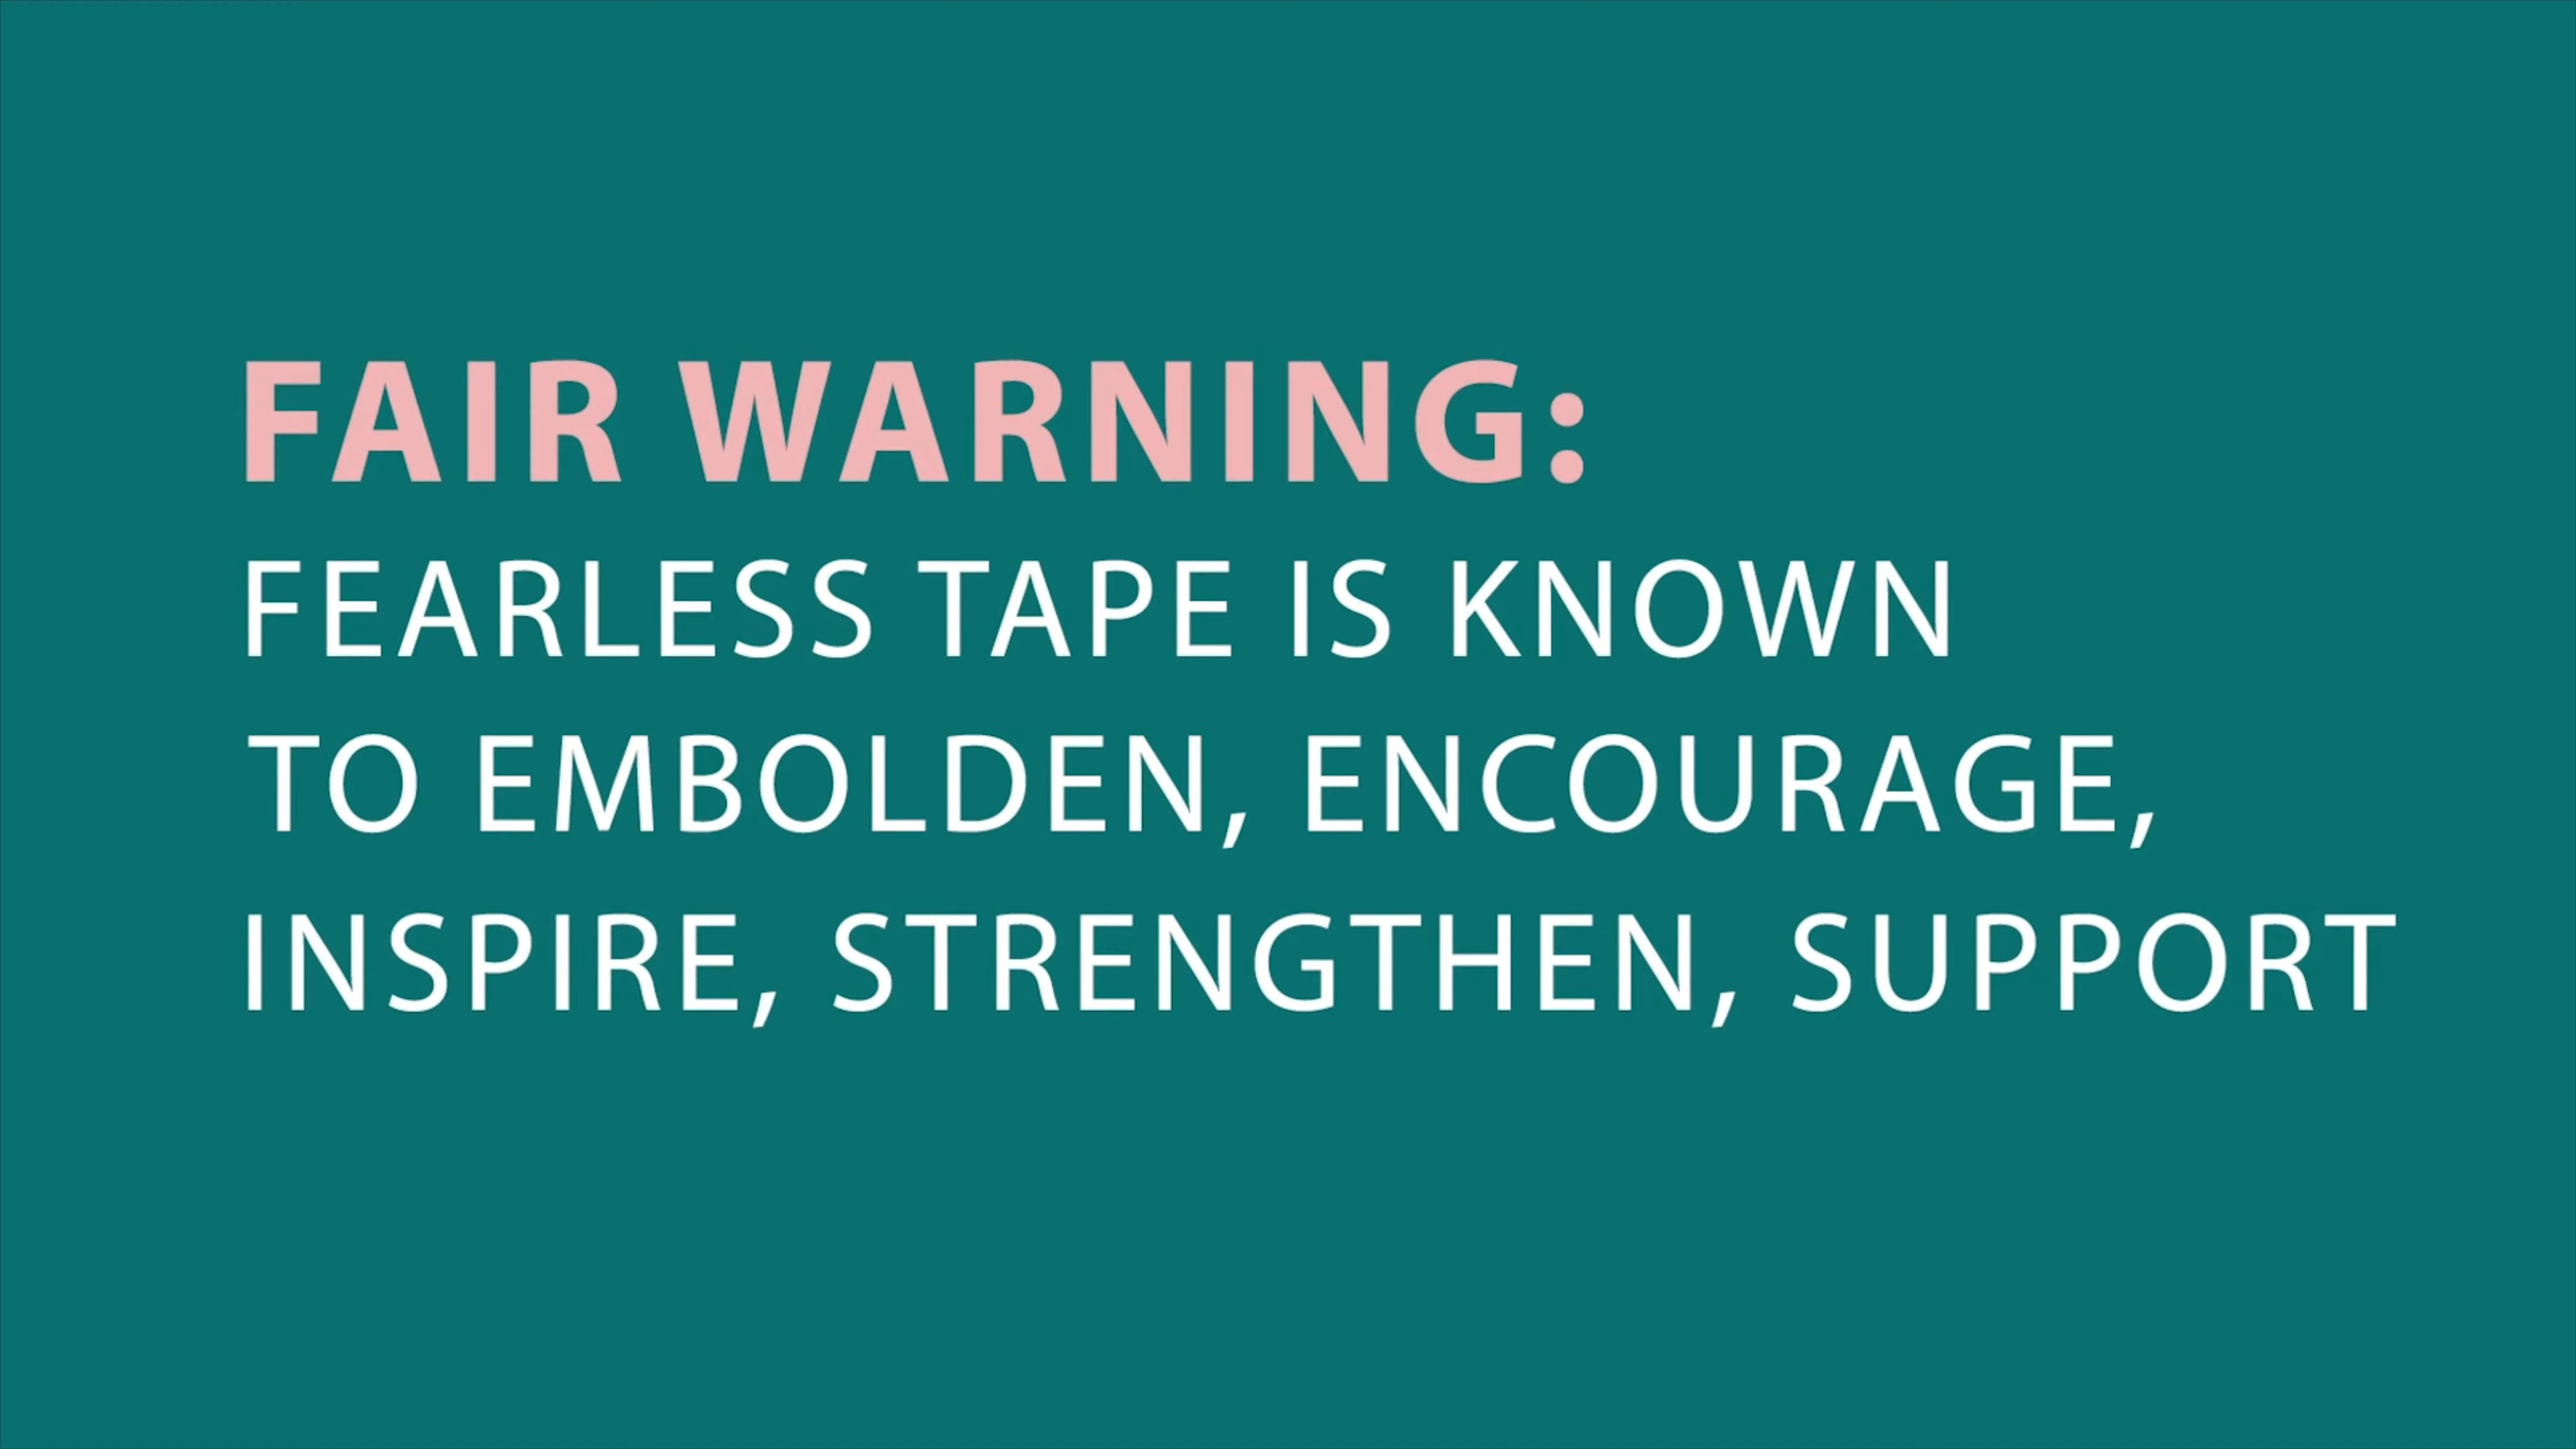 FAIR WARNING:
FEARLESS TAPE IS KNOWN
TO EMBOLDEN, ENCOURAGE,
INSPIRE, STRENGTHEN, SUPPORT